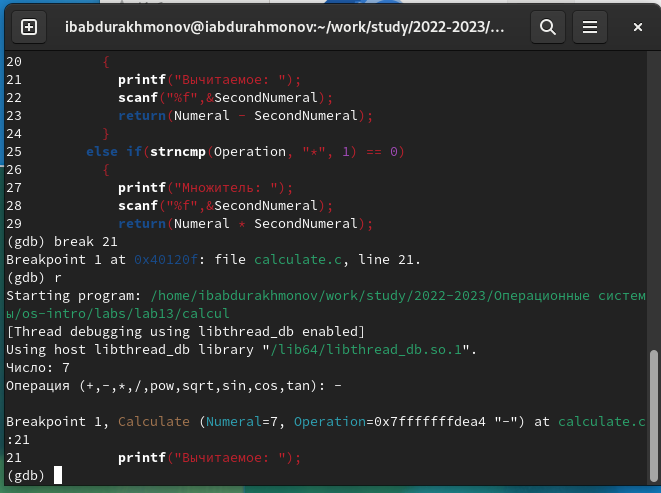 ibabdurakhmonov@iabdurahmonov:~/work/study/2022-2023/...
20          {
21            printf("Вычитаемое: ");
22            scanf("%f",&SecondNumeral);
23            return(Numeral - SecondNumeral);
24          }
25        else if(strncmp(Operation, "*", 1) == 0)
26          {
27            printf("Множитель: ");
28            scanf("%f",&SecondNumeral);
29            return(Numeral * SecondNumeral);
(gdb) break 21
Breakpoint 1 at 0x40120f: file calculate.c, line 21.
(gdb) r
Starting program: /home/ibabdurakhmonov/work/study/2022-2023/Операционные систем
ы/os-intro/labs/lab13/calcul
[Thread debugging using libthread_db enabled]
Using host libthread_db library "/lib64/libthread_db.so.1".
Число: 7
Операция (+,-,*,/,pow,sqrt,sin,cos,tan): -
Breakpoint 1, Calculate (Numeral=7, Operation=0x7fffffffdea4 "-") at calculate.c
:21
21            printf("Вычитаемое: ");
(gdb)